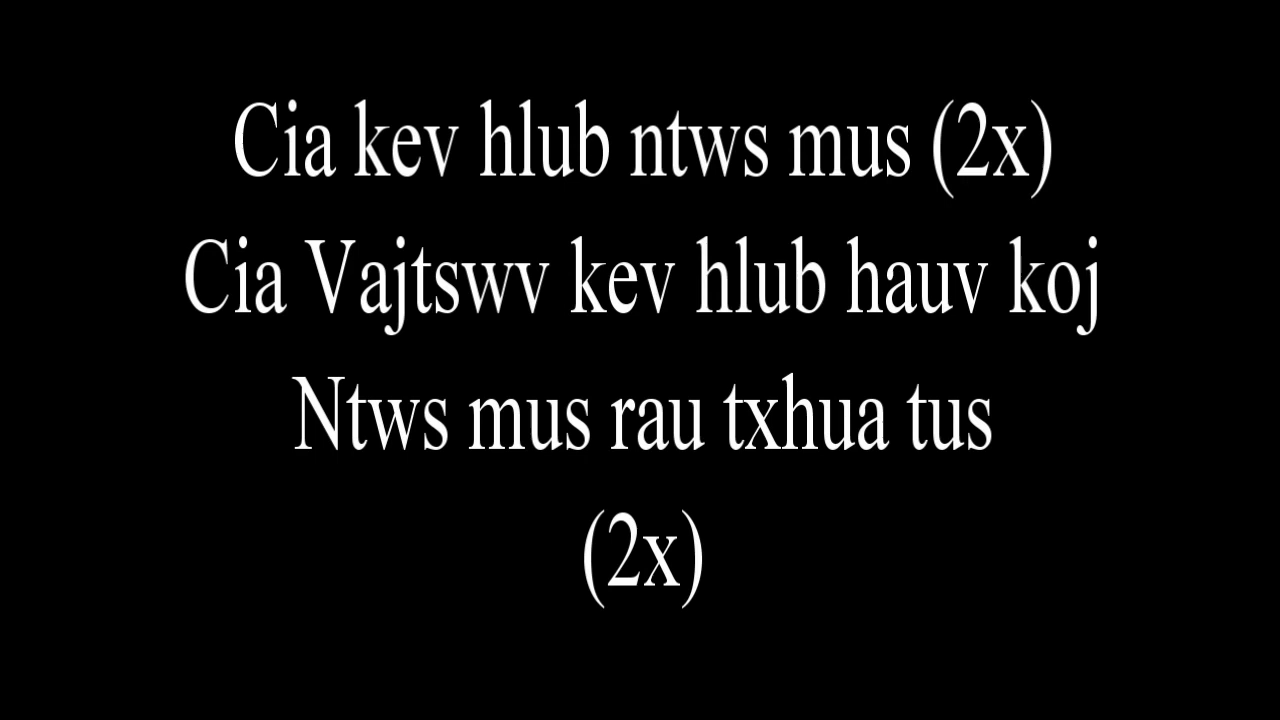 Cia kev hlub ntws mus (2x)
Cia Vajtswv kev hlub hauv koj
Ntws mus rau txhua tus
(2x)